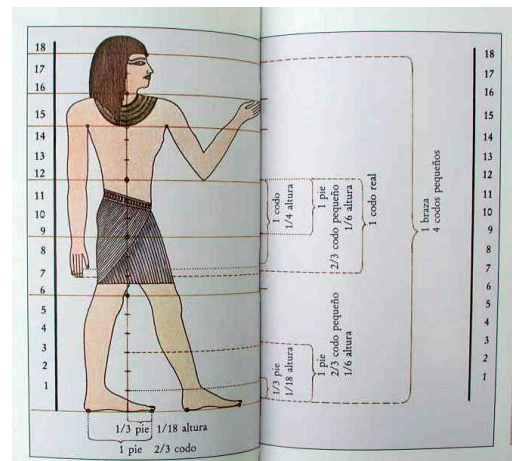 18
17
16
15
14
13
12
11
10
9
8
7
6
5
4
3
2
1
1/3 pie 1/18 altura
1 pie 2/3 codo
1 codo
1/4 altura
1 pie
2/3 codo pequeño
1/6 altura
1 codo real
1/3 pie
1/18 altura
1 pie
2/3 codo pequeño
1/6 altura
1 braza
4 codos pequeños
18
17
16
15
14
13
12
11
10
9
8
7
6
5
4
3
2
1